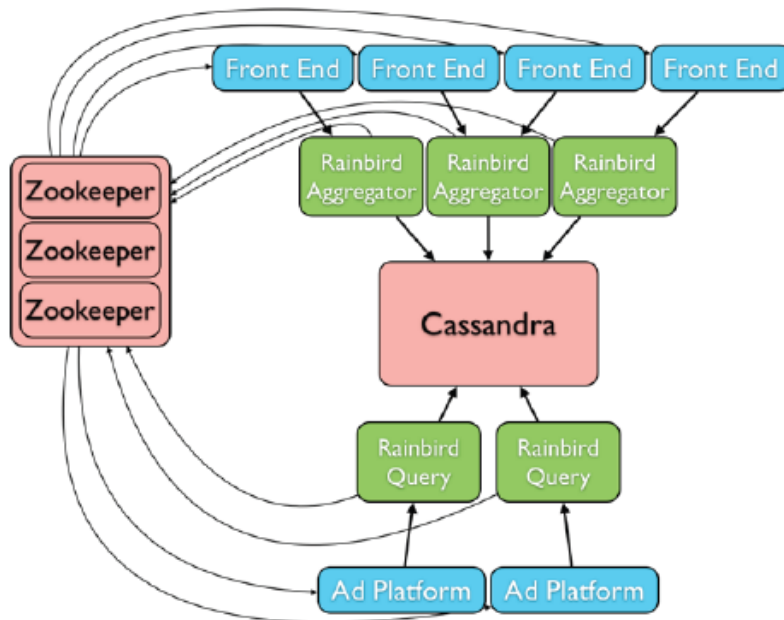 Front End
Front End
Front End
Front End
Rainbird
Aggregator
Rainbird
Aggregator
Rainbird
Aggregator
Zookeeper
Zookeeper
Zookeeper
Cassandra
Rainbird
Query
Rainbird
Query
Ad Platform
Ad Platform